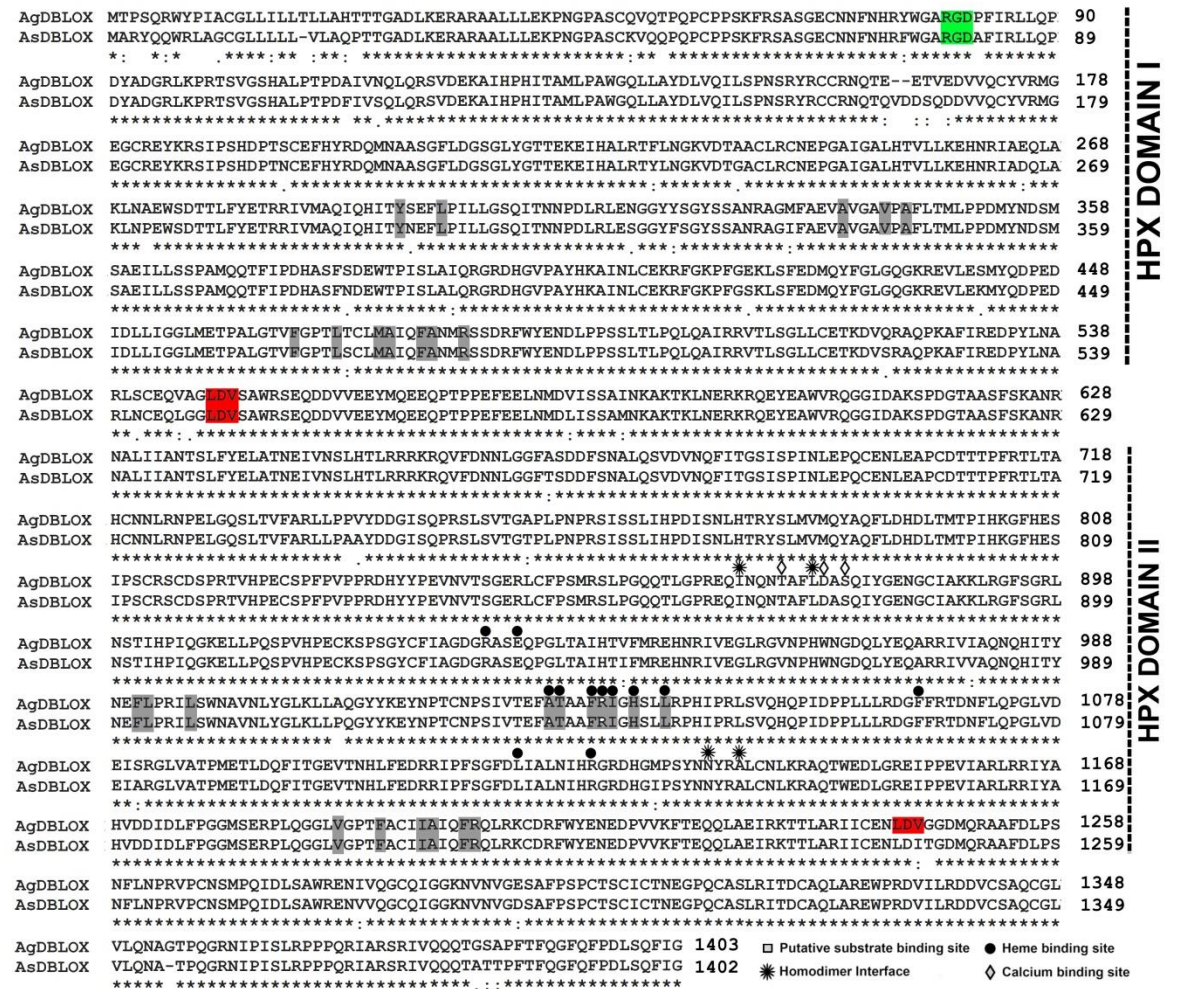 AgDBLOX MTPSQRWYPIACGLLILLTLLAHTTTGADLKERARAALLLEKPNGPASCQVQTPQPCPPSKFRSASGECNNFNHRYWGARGDPFIRLLQP 90
AsDBLOX MARYQQWRLAGCGLLILLL-VLAQPTTGADLKERARAALLLEKPNGPASCKVQQPQPCPPSKFRSASGECNNFNHRFWGARGDAFIRLLQP 89
AgDBLOX DYADGRLKPRTSVGSHALPTPDAIVNQLQRSVDEKAIHPHITAMLPAWGQLLAYDLVQILSPNSRYRCCRNQTE--ETVEDVVQCYVRMG 178
AsDBLOX DYADGRLKPRTSVGSHALPTPDFIVSQLQRSVDEKAIHPHITAMLPAWGQLLAYDLVQILSPNSRYRCCRNQTQVDDSQDDVVQCYVRMG 179
AgDBLOX EGCREYKRSIPSHDPTSCEFHYRDQMNAASGFLDGSGLYGTTEKEIHALRTFLNGKVDTAACLRCNEPGAIGALHTVLLKEHNRIAEQLA 268
AsDBLOX EGCREYKRSIPSHDPTNCEFHYRDQMNAASGFLDGSGLYGTTEKEIHALRTYLNGKVDTGACLRCNEPGAIGALHTVLLKEHNRIADQLA 269
AgDBLOX KLNAEWSDTTLFYETRRIVMAQIQHITYSEFLPILLGSQITNNPDLRLENGGYYSGYSSANRAGMFAEVAVGAVPAFLTMLPPDMYNDSM 358
AsDBLOX KLNPEWSDTTLFYETRRIVMAQIQHITYNEFLPILLGSQITNNPDLRLESGGYFSGYSSANRAGIFAEVAVGAVPAFLTMLPPDMYNDSM 359
AgDBLOX SAEILLSSPAMQQTFIPDHASFSDEWTPISLAIQRGRDHGVPAYHKAINLCEKRFGKPFGEKLSFEDMQYFGLGQGKREVLESMYQDPED 448
AsDBLOX SAEILLSSPAMQQTFIPDHASFNDEWTPISLALQRGRDHGVPAYHKAINLCEKRFGKPFGEKLSFEDMQYFGLGQGKREVLEKMYQDPED 449
AgDBLOX IDLLIGGLMETPALGTVFGPTLTCLMAIQFANMRSSDRFWYENDLPPSSLTLPQLQAIRRVTLSGLLCETKDVQRAQPKAFIREDPYLNA 538
AsDBLOX IDLLIGGLMETPALGTVFGPTLSCLMAIQFANMRSSDRFWYENDLPPSSLTLPQLQAIRRVTLSGLLCETKDVSRAQPKAFIREDPYLNA 539
AgDBLOX RLSCEQVAGLDVSAWRSEQDDVVEEYMQEEQPTPPEFEELNMDVISSAINKAKTKLNERKRQEYEAWVRQGGIDAKSPDGTAASFSKANR 628
AsDBLOX RLNCEQLGGLDVSAWRSEQDDVVEEYMQEEQPTPPEFEELNMDLISSAMNKAKTKLNERKRQEYEAWVRQGGIDAKSPDGTAASFSKANR 629
AgDBLOX NALIIANTSLFYELATNEIVNSLHTLRRRKRQVFDNNLGGFASDDFSNALQSVDVNQFITGSISPINLEPQCENLEAPCDTTTPFRTLTA 718
AsDBLOX NALIIANTSLFYELATNEIVNSLHTLRRRKRQVFDNNLGGFTSDDFSNALQSVDVNQFITGSISPINLEPQCENLEAPCDTTTPFRTLTA 719
AgDBLOX HCNNLRNPELGQSLTVFARLLPPVYDDGISQPRSLSVTGAPLPNPRSISSLIHPDISNLHTRYSLMVMQYAQFLDHDLTMTPIHKGFHES 808
AsDBLOX HCNNLRNPELGQSLTVFARLLPAAYDDGISQPRSLSVTGTPLPNPRSISSLIHPDISNLHTRYSLMVMQYAQFLDHDLTMTPIHKGFHES 809
AgDBLOX IPSCRSCDSPRTVHPECSPFPVPPRDHYYPEVNVTSGERLCFPSMRSLPGQQTLGPREQINQNTAFLDASQIYGENGCIAKKLRGFSGRL 898
AsDBLOX IPSCRSCDSPRTVHPECSPFPVPPRDHYYPEVNVTSGERLCFPSMRSLPGQQTLGPREQINQNTAFLDASQIYGENGCIAKKLRGFSGRL 899
AgDBLOX NSTIHPIQGKELLPQSPVHPECKSPSGYCFIAGDGRASEQPGLTAIHTVFMREHNRIVEGLRGVNPHWNGDQLYEQARRIVIAQNQHITY 988
AsDBLOX NSTIHPIQGKELLPQSPVHPECKSPSGYCFIAGDGRASEQPGLTAIHTIFMREHNRIVEGLRGVNPHWNGDQLYEQARRIVVAQNQHITY 989
AgDBLOX NEFLPRILSWNAVNLYGLKLLAQGYYKEYNPTCNPSIVTEFATAAFRIGHSLLRPHIPRLSVQHQPIDPPLLLRDGFFRTDNFLQPGLVD 1078
AsDBLOX NEFLPRILSWNAVNLYGLKLLPQGYYKEYNPTCNPSIVTEFATAAFRIGHSLLRPHIPRLSVQHQPIDPPLLLRDGFFRTDNFLQPGLVD 1079
AgDBLOX EISRGLVATPMETLDQFITGEVTNHLFEDRRIPFSGFDLIALNIHRGRDHGMPSYNNYRALCNLKRAQTWEDLGREIPPEVIARLRRIYA 1168
AsDBLOX EIARGLVATPMETLDQFITGEVTNHLFEDRRIPFSGFDLIALNIHRGRDHGIPSYNNYRALCNLKRAQTWEDLGREIPPEVIARLRRIYA 1169
AgDBLOX HVDDIDLFPGGMSERPLQGGLVGPTFACIIAIQFRQLRKCDRFWYENEDPVVKFTEQQLAEIRKTTLARIICENLDVGGDMQRAAFDLPS 1258
AsDBLOX HVDDIDLFPGGMSERPLQGGLVGPTFACIIAIQFRQLRKCDRFWYENEDPVVKFTEQQLAEIRKTTLARIICENLDITGDMQRAAFDLPS 1259
AgDBLOX NFLNPRVPCNSMPQIDLSAWRENIVQGCQIGGKNVNVGESAFPSPCTSCICTNEGPQCASLRITDCAQLAREWPRDVILRDDVCSAQCGL 1348
AsDBLOX NFLNPRVPCNSMPQIDLSAWRENVVQGCQIGGKNVNVGDSAFPSPCTSCICTNEGPQCASLRITDCAQLAREWPRDVILRDDVCSAQCGL 1349
AgDBLOX VLQNAGTPQGRNIPISLRPPPQRIARSRIVQQQTGSAPFTFQGFQFPDLSQFIG 1403
AsDBLOX VLQNA-TPQGRNIPISLRPPPQRIARSRIVQQQTATTPFTFQGFQFPDLSQFIG 1402
HPX DOMAIN I
HPX DOMAIN II
Putative substrate binding site
Heme binding site
Homodimer Interface
Calcium binding site